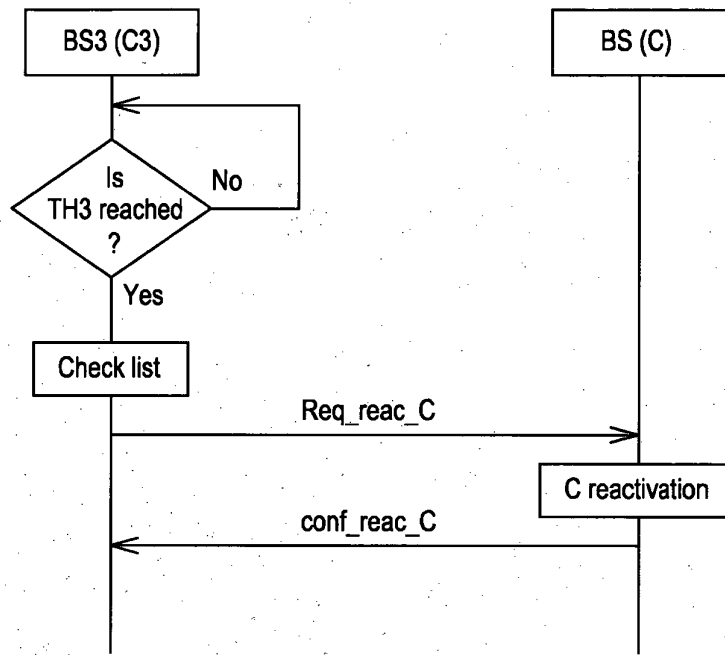 BS3 (C3)
BS (C)
Is
TH3 reached
?
No
Yes
Check list
Req_reac_C
C reactivation
conf_reac_C